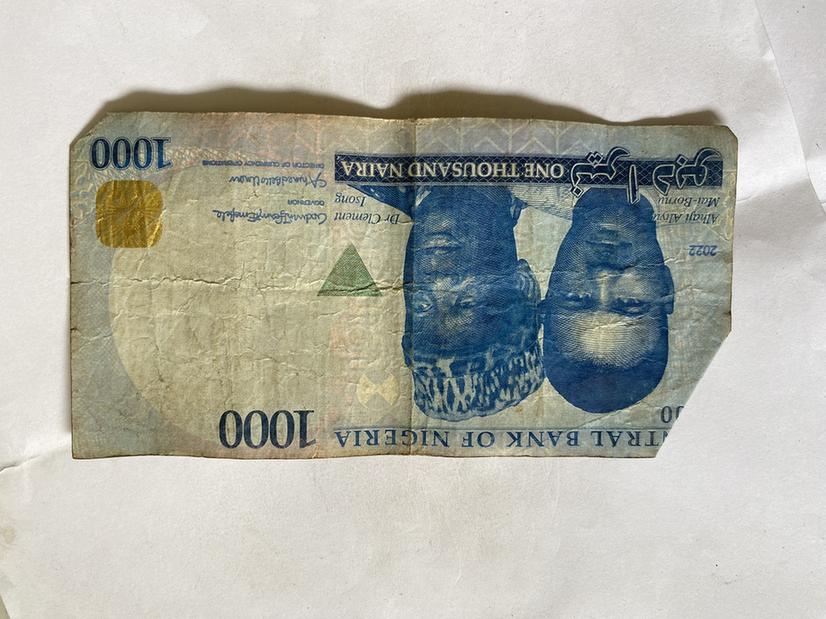 NTRAL BANK OF NIGERIA 1000
00
2022
Alhaji Aliyu
Mai-Bornu
Dr Clement
Isong
GOVERNOR
DIRECTOR OF CURRENCY OPERATIONS
ONE THOUSAND NAIRA
1000